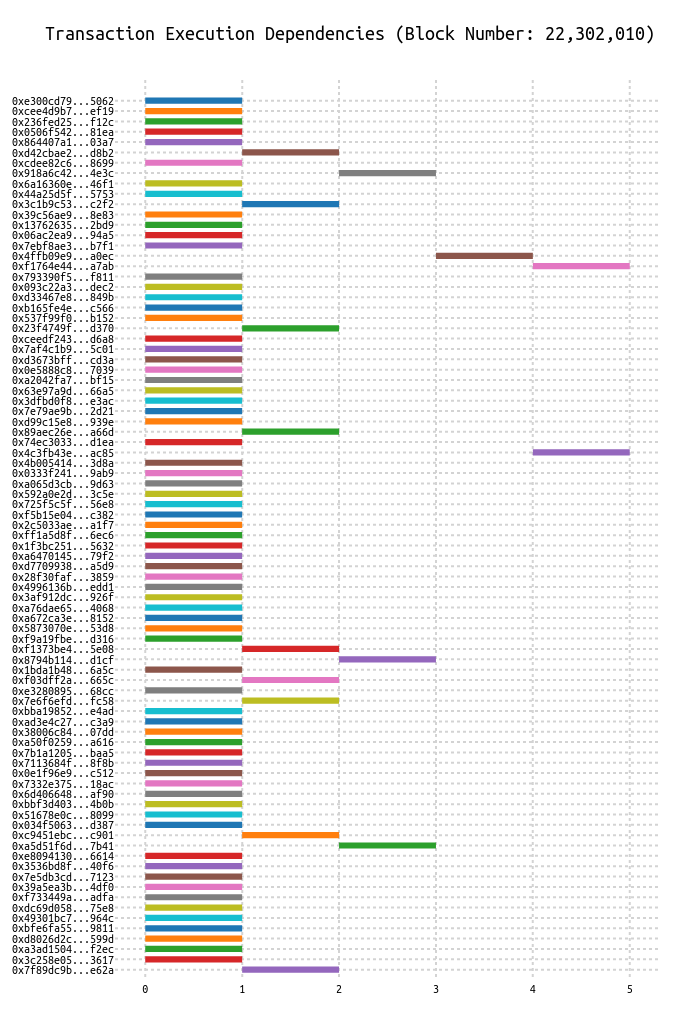 Transaction Execution Dependencies (Block Number: 22,302,010)
0xe300cd79...5062
0xcee4d9b7...ef19
0x236fed25...f12c
0x0506f542...81ea
0x864407a1...03a7
0xd42cbae2...d8b2
0xcdee82c6...8699
0x918a6c42...4e3c
0x6a16360e...46f1
0x44a25d5f...5753
0x3c1b9c53...c2f2
0x39c56ae9...8e83
0x13762635...2bd9
0x06ac2ea9...94a5
0x7ebf8ae3...b7f1
0x4ffb09e9...a0ec
0xf1764e44...a7ab
0x793390f5...f811
0x093c22a3...dec2
0xd33467e8...849b
0xb165fe4e...c566
0x537f99f0...b152
0x23f4749f...d370
0xceedf243...d6a8
0x7af4c1b9...5c01
0xd3673bff...cd3a
0x0e5888c8...7039
0xa2042fa7...bf15
0x63e97a9d...66a5
0x3dfbd0f8...e3ac
0x7e79ae9b...2d21
0xd99c15e8...939e
0x89aec26e...a66d
0x74ec3033...d1ea
0x4c3fb43e...ac85
0x4b005414...3d8a
0x0333f241...9ab9
0xa065d3cb...9d63
0x592a0e2d...3c5e
0x725f5c5f...56e8
0xf5b15e04...c382
0x2c5033ae...a1f7
0xff1a5d8f...6ec6
0x1f3bc251...5632
0xa6470145...79f2
0xd7709938...a5d9
0x28f30faf...3859
0x4996136b...edd1
0x3af912dc...926f
0xa76dae65...4068
0xa672ca3e...8152
0x5873070e...53d8
0xf9a19fbe...d316
0xf1373be4...5e08
0x8794b114...d1cf
0x1bda1b48...6a5c
0xf03dff2a...665c
0xe3280895...68cc
0x7e6f6efd...fc58
0xbba19852...e4ad
0xad3e4c27...c3a9
0x38006c84...07dd
0xa50f0259...a616
0x7b1a1205...baa5
0x7113684f...8f8b
0x0e1f96e9...c512
0x7332e375...18ac
0x6d406648...af90
0xbbf3d403...4b0b
0x51678e0c...8099
0x034f5063...d387
0xc9451ebc...c901
0xa5d51f6d...7b41
0xe8094130...6614
0x3536bd8f...40f6
0x7e5db3cd...7123
0x39a5ea3b...4df0
0xf733449a...adfa
0xdc69d058...75e8
0x49301bc7...964c
0xbfe6fa55...9811
0xd8026d2c...599d
0xa3ad1504...f2ec
0x3c258e05...3617
0x7f89dc9b...e62a
0 1 2 3 4 5